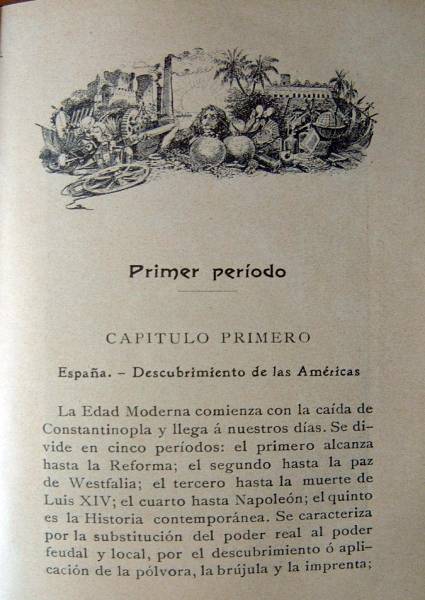 Primer período
CAPITULO PRIMERO
España. – Descubrimiento de las Américas
La Edad Moderna comienza con la caída de
Constantinopla y llega á nuestros días. Se di-
vide en cinco períodos: el primero alcanza
hasta la Reforma; el segundo hasta la paz
de Westfalia; el tercero hasta la muerte de
Luis XIV; el cuarto hasta Napoleón; el quinto
es la Historia contemporánea. Se caracteriza
por la substitución del poder real al poder
feudal y local, por el descubrimiento ó apli-
cación de la pólvora, la brújula y la imprenta;